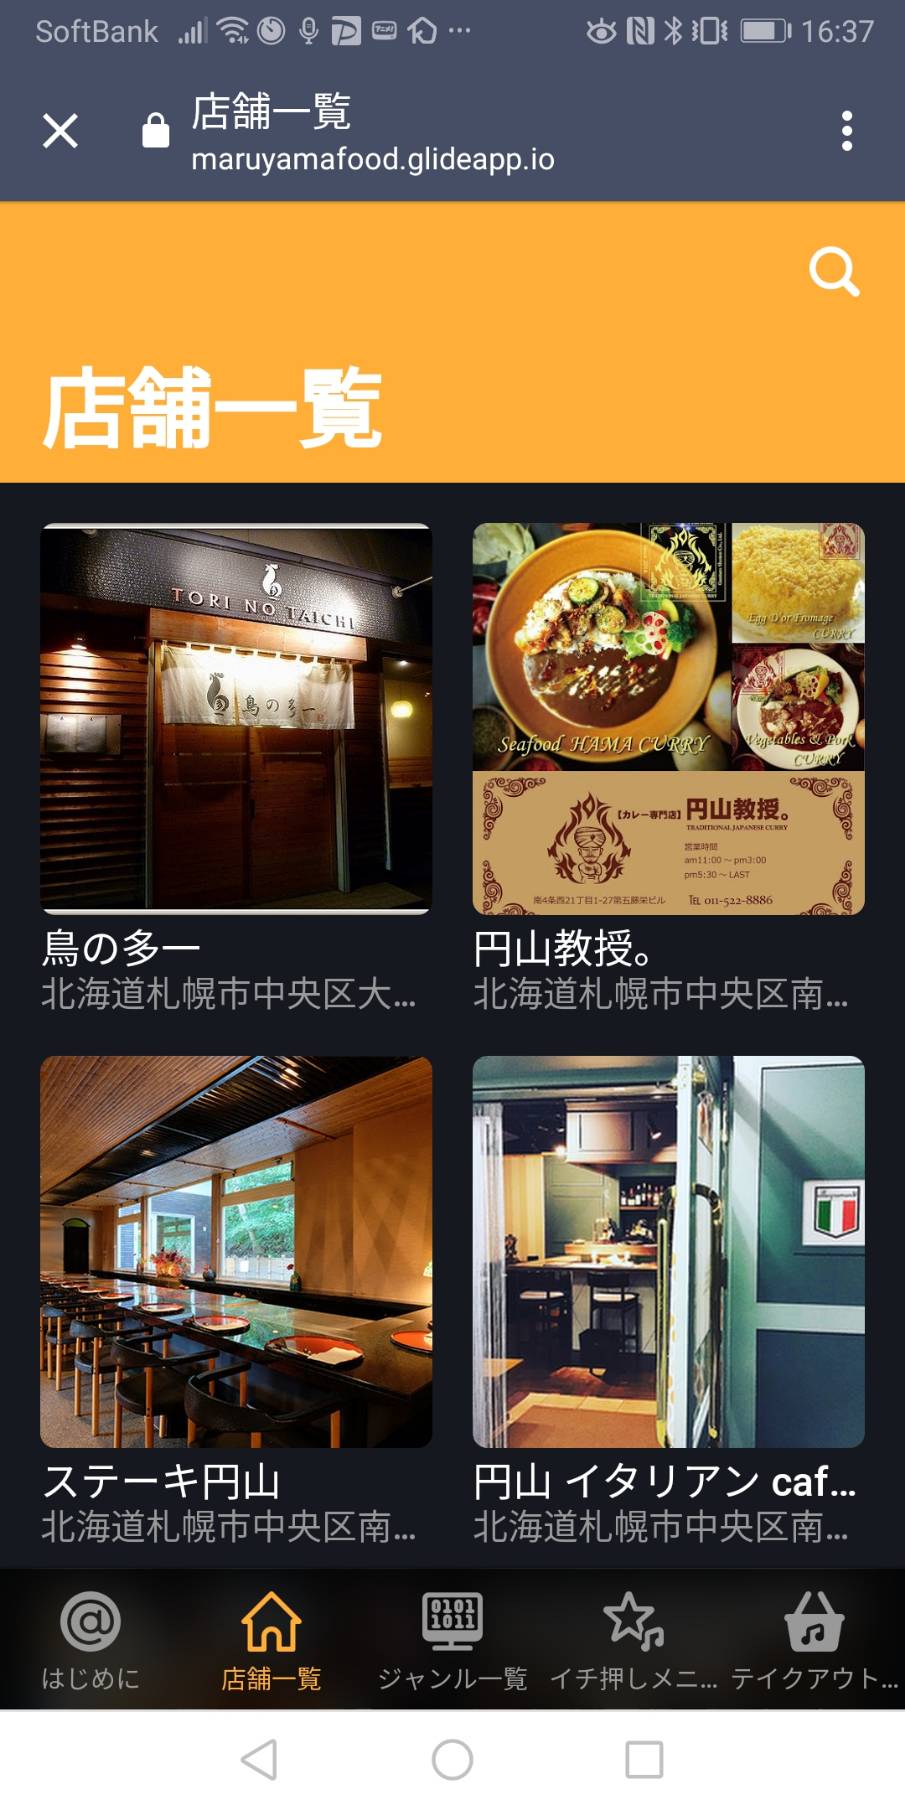 SoftBank 16:37
店舗一覧
maruyamafood.glideapp.io
店舗一覧
TORI NO TAICHI
鳥の多一
Egg D'or Fromage
CURRY
Seafood HAMA CURRY
Vegetables & Pork
CURRY
【カレー専門店】円山教授。
TRADITIONAL JAPANESE CURRY
営業時間
am11:00～pm3:00
pm5:30～LAST
南4条西21丁目1-27第五藤栄ビル TEL 011-522-8886
鳥の多一
北海道札幌市中央区大...
円山教授。
北海道札幌市中央区南...
ステーキ円山
北海道札幌市中央区南...
円山 イタリアン caf...
北海道札幌市中央区南...
0101
1011
はじめに
店舗一覧
ジャンル一覧
イチ押しメニ...
テイクアウト...